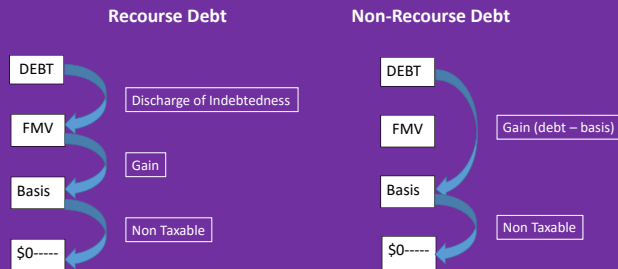 Recourse Debt
DEBT
Discharge of Indebtedness
FMV
Gain
Basis
Non Taxable
$0-----
Non-Recourse Debt
DEBT
FMV
Gain (debt – basis)
Basis
Non Taxable
$0-----